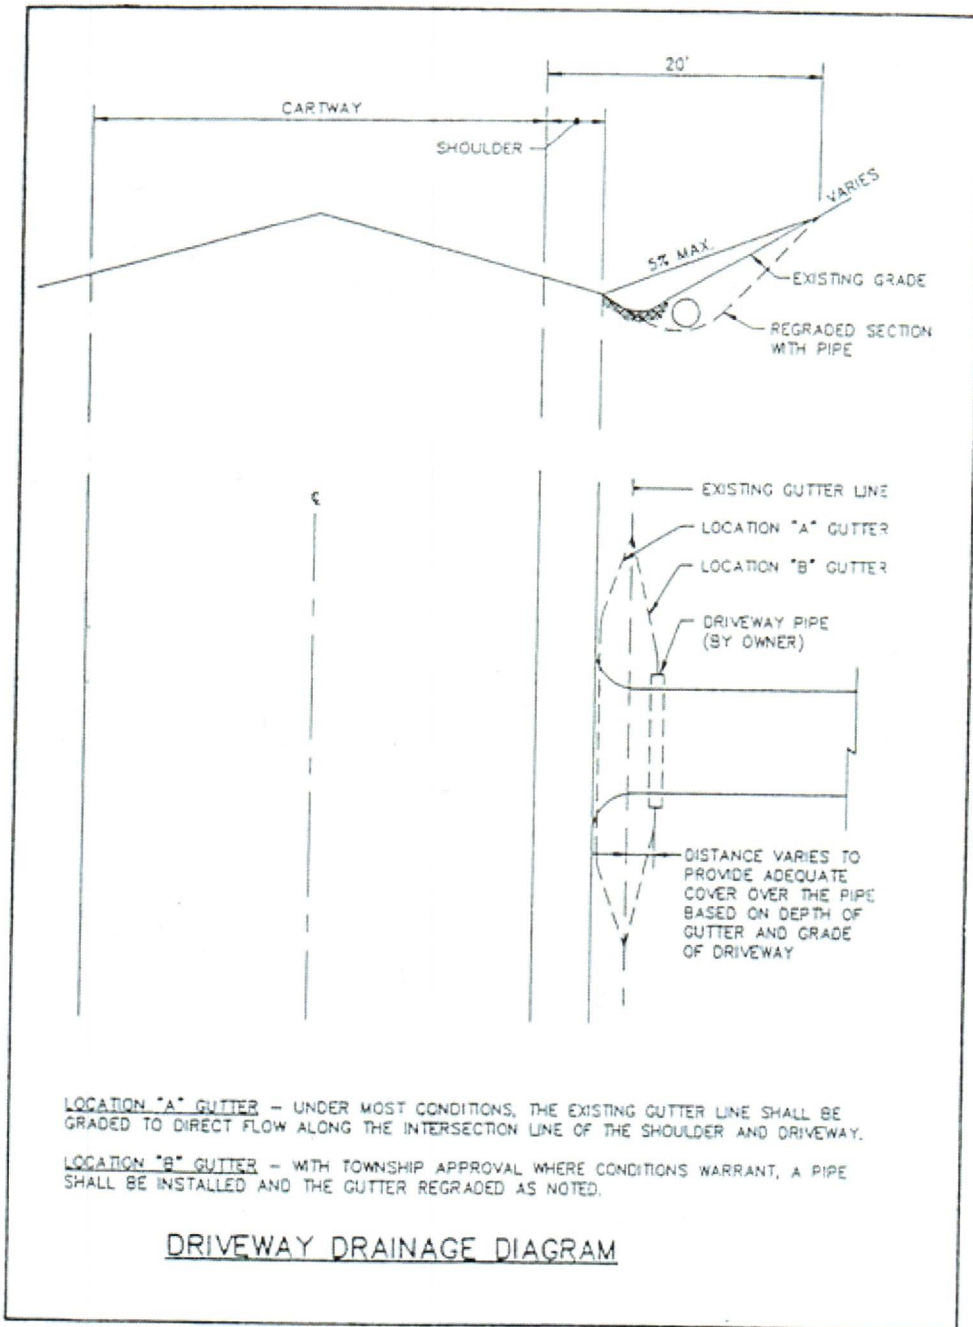 20'
CARTWAY
SHOULDER
VARIES
5% MAX.
EXISTING GRADE
REGRADED SECTION
WITH PIPE
℄
EXISTING GUTTER LINE
LOCATION "A" GUTTER
LOCATION "B" GUTTER
DRIVEWAY PIPE
(BY OWNER)
DISTANCE VARIES TO
PROVIDE ADEQUATE
COVER OVER THE PIPE
BASED ON DEPTH OF
GUTTER AND GRADE
OF DRIVEWAY
LOCATION "A" GUTTER – UNDER MOST CONDITIONS, THE EXISTING GUTTER LINE SHALL BE
GRADED TO DIRECT FLOW ALONG THE INTERSECTION LINE OF THE SHOULDER AND DRIVEWAY.
LOCATION "B" GUTTER – WITH TOWNSHIP APPROVAL WHERE CONDITIONS WARRANT, A PIPE
SHALL BE INSTALLED AND THE GUTTER REGRADED AS NOTED.
DRIVEWAY DRAINAGE DIAGRAM